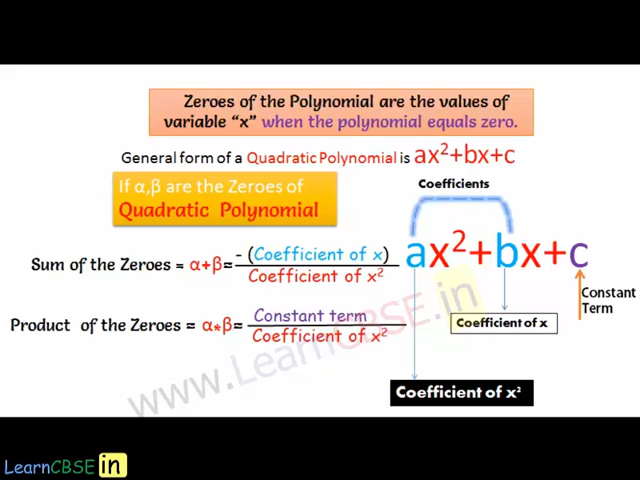 Zeroes of the Polynomial are the values of
variable “x” when the polynomial equals zero.
General form of a Quadratic Polynomial is ax²+bx+c
If α,β are the Zeroes of
Quadratic Polynomial
Coefficients
ax²+bx+c
Sum of the Zeroes = α+β= - (Coefficient of x)
Coefficient of x²
Constant
Term
Product of the Zeroes = α*β= Constant term
Coefficient of x²
Coefficient of x
Coefficient of x²
www.LearnCBSE.in
LearnCBSE in